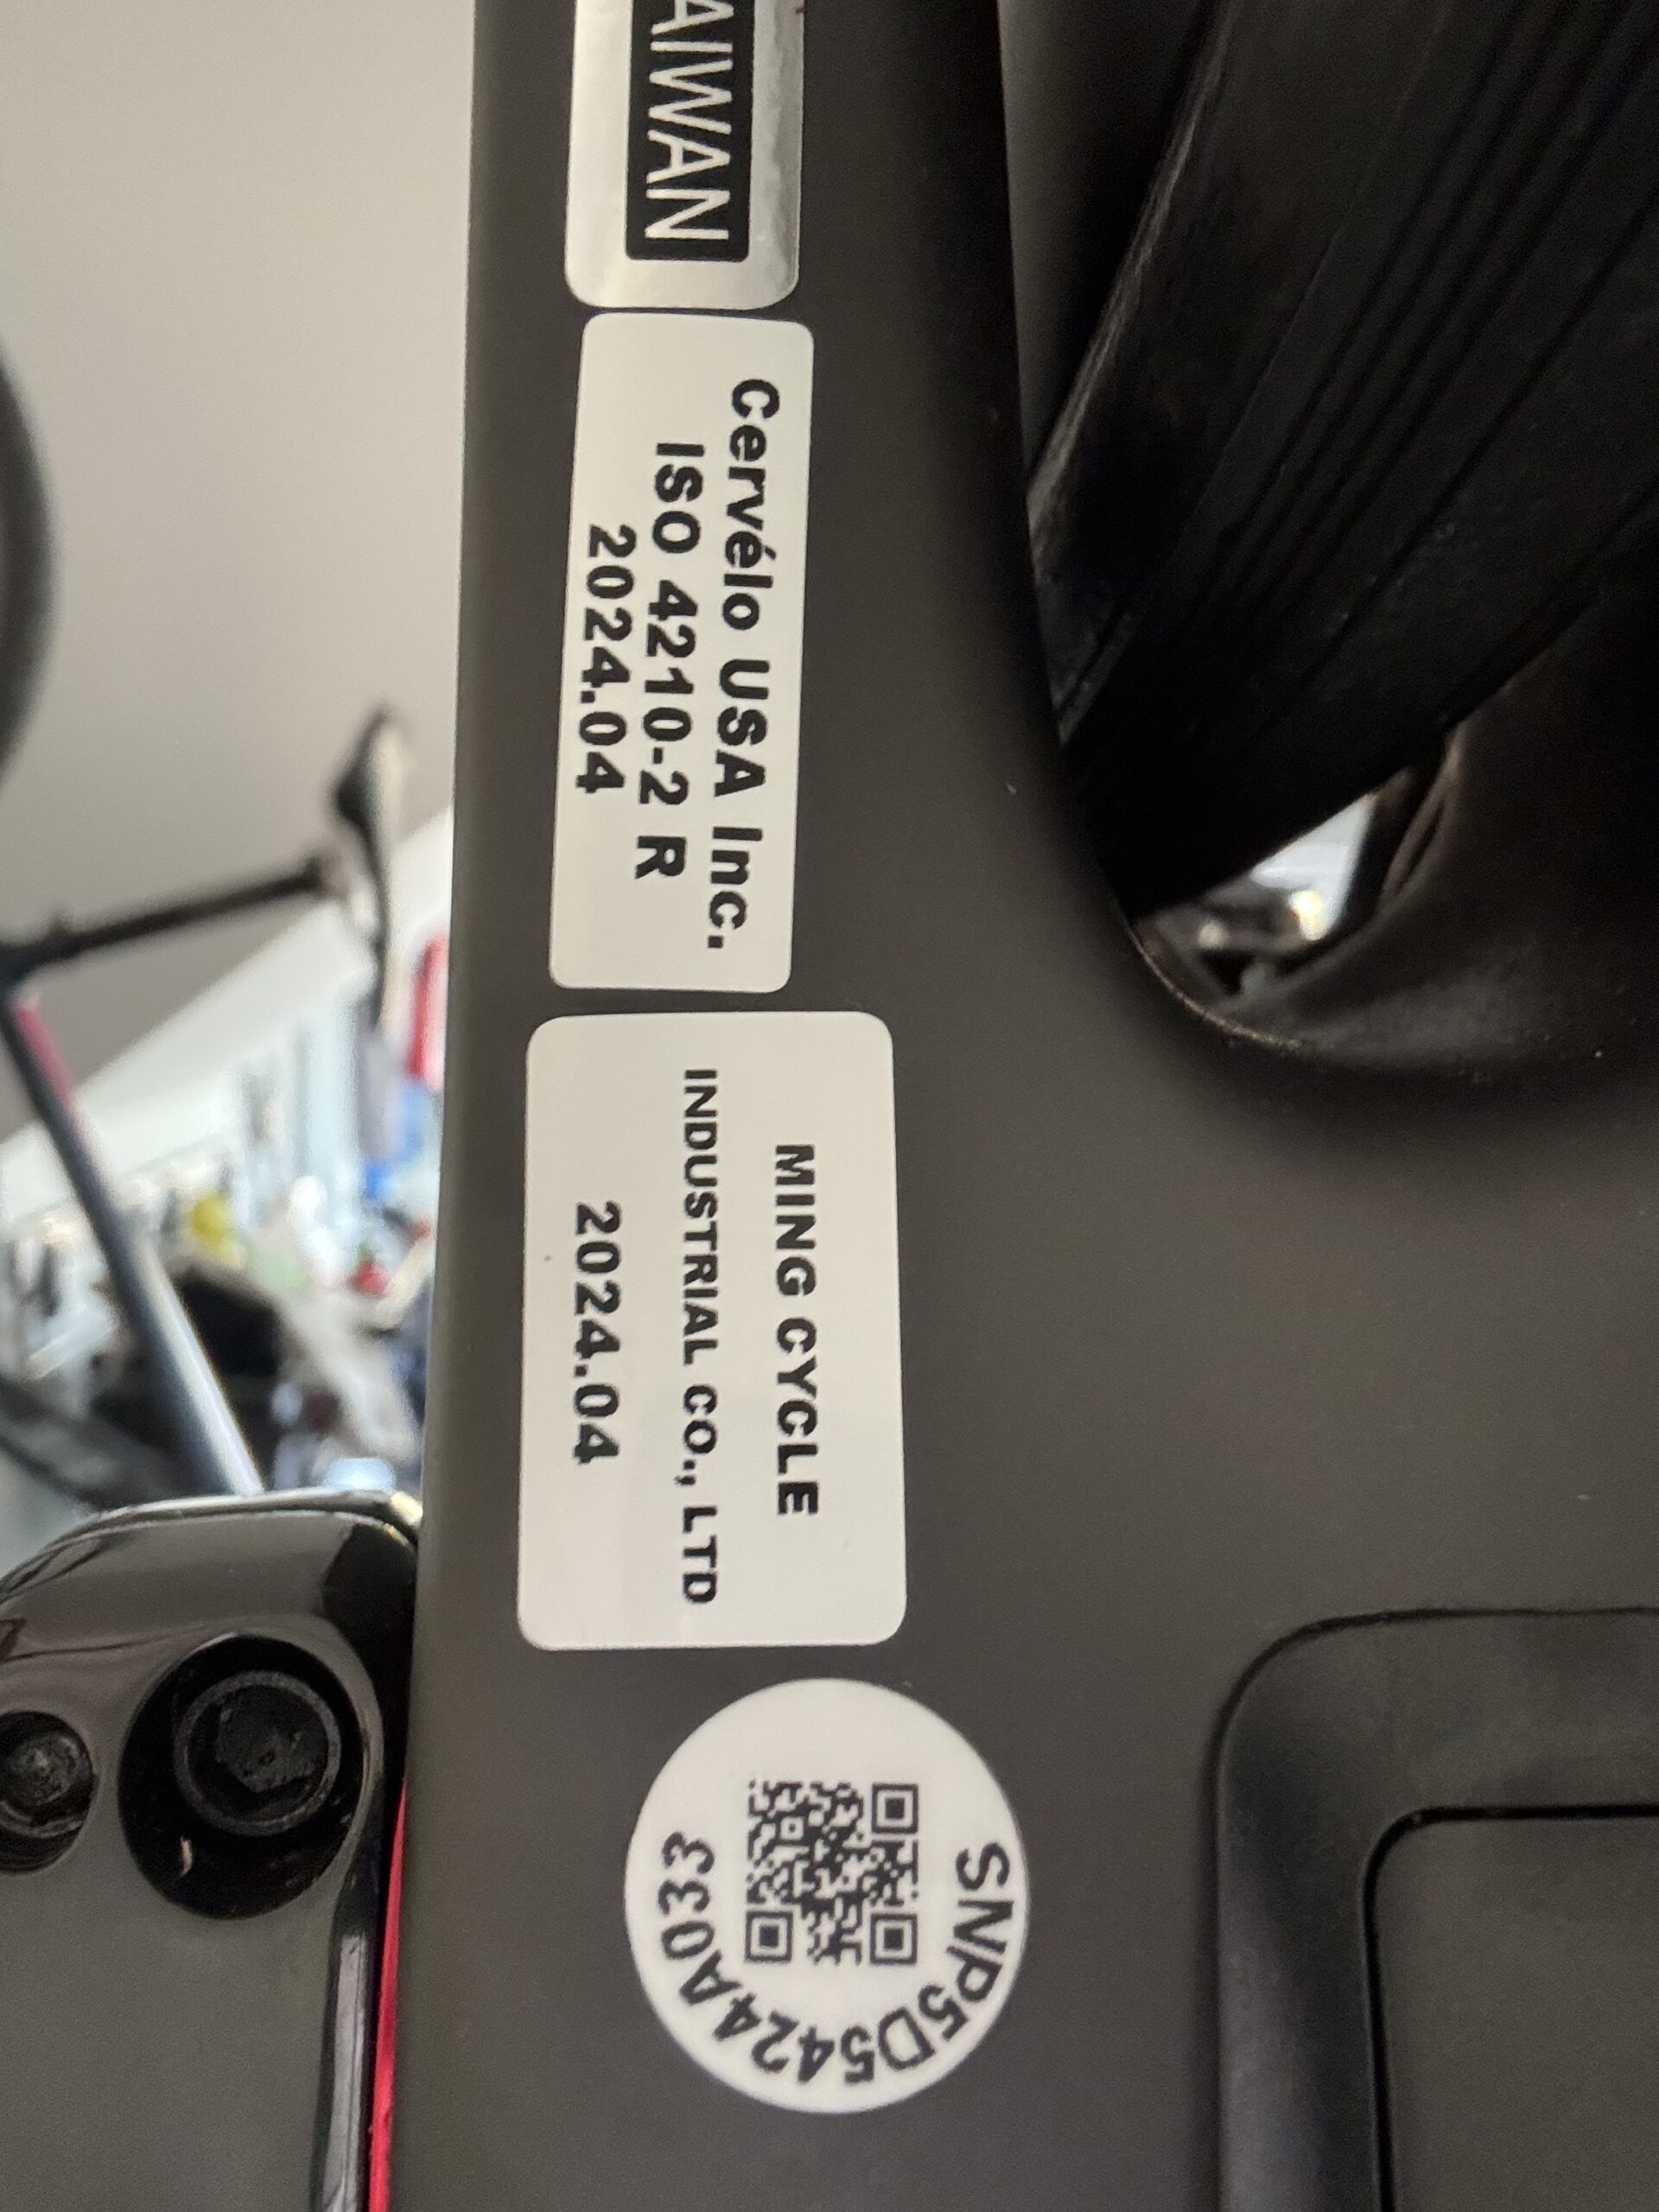 AIWAN
Cervélo USA Inc.
ISO 4210-2 R
2024.04
MING CYCLE
INDUSTRIAL CO., LTD
2024.04
SNP5D5424A033